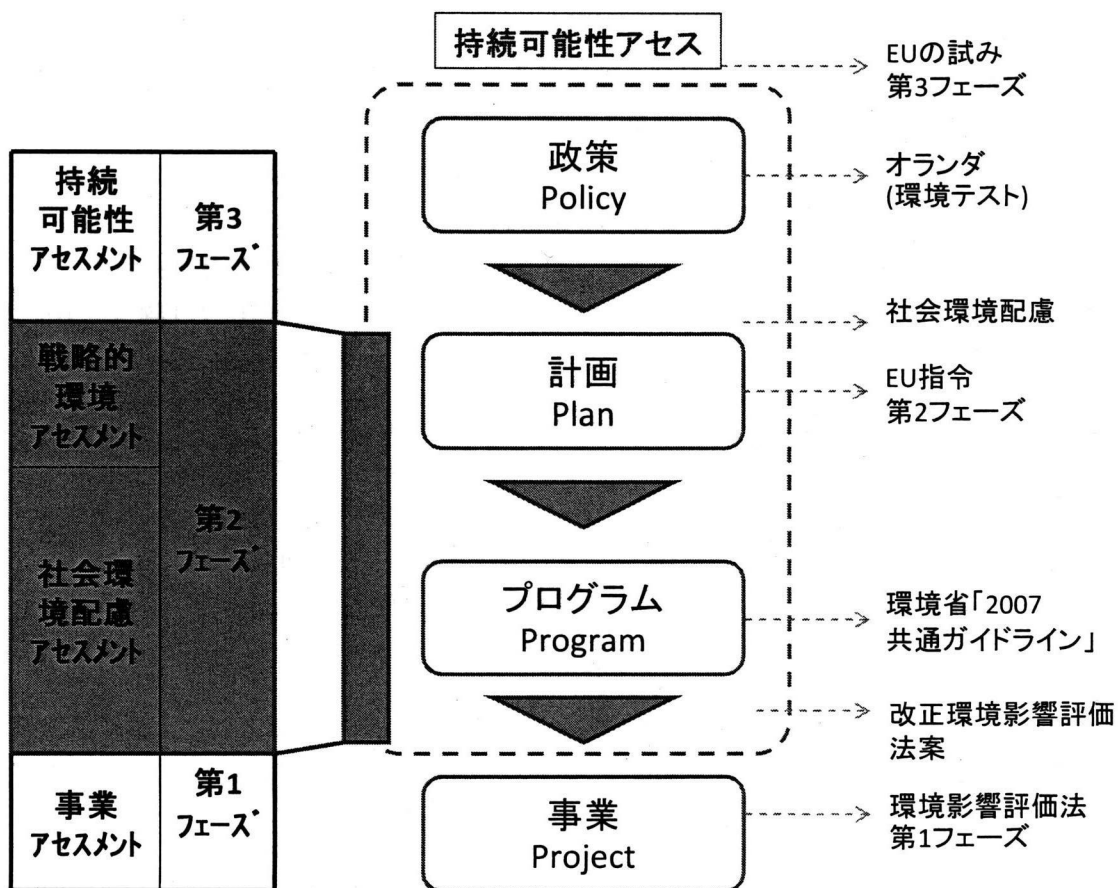 持続可能性アセス
EUの試み
第3フェーズ
持続
可能性
アセスメント
第3
フェーズ
政策
Policy
オランダ
(環境テスト)
社会環境配慮
戦略的
環境
アセスメント
計画
Plan
EU指令
第2フェーズ
第2
フェーズ
社会環
境配慮
アセスメント
プログラム
Program
環境省「2007
共通ガイドライン」
改正環境影響評価
法案
事業
アセスメント
第1
フェーズ
事業
Project
環境影響評価法
第1フェーズ